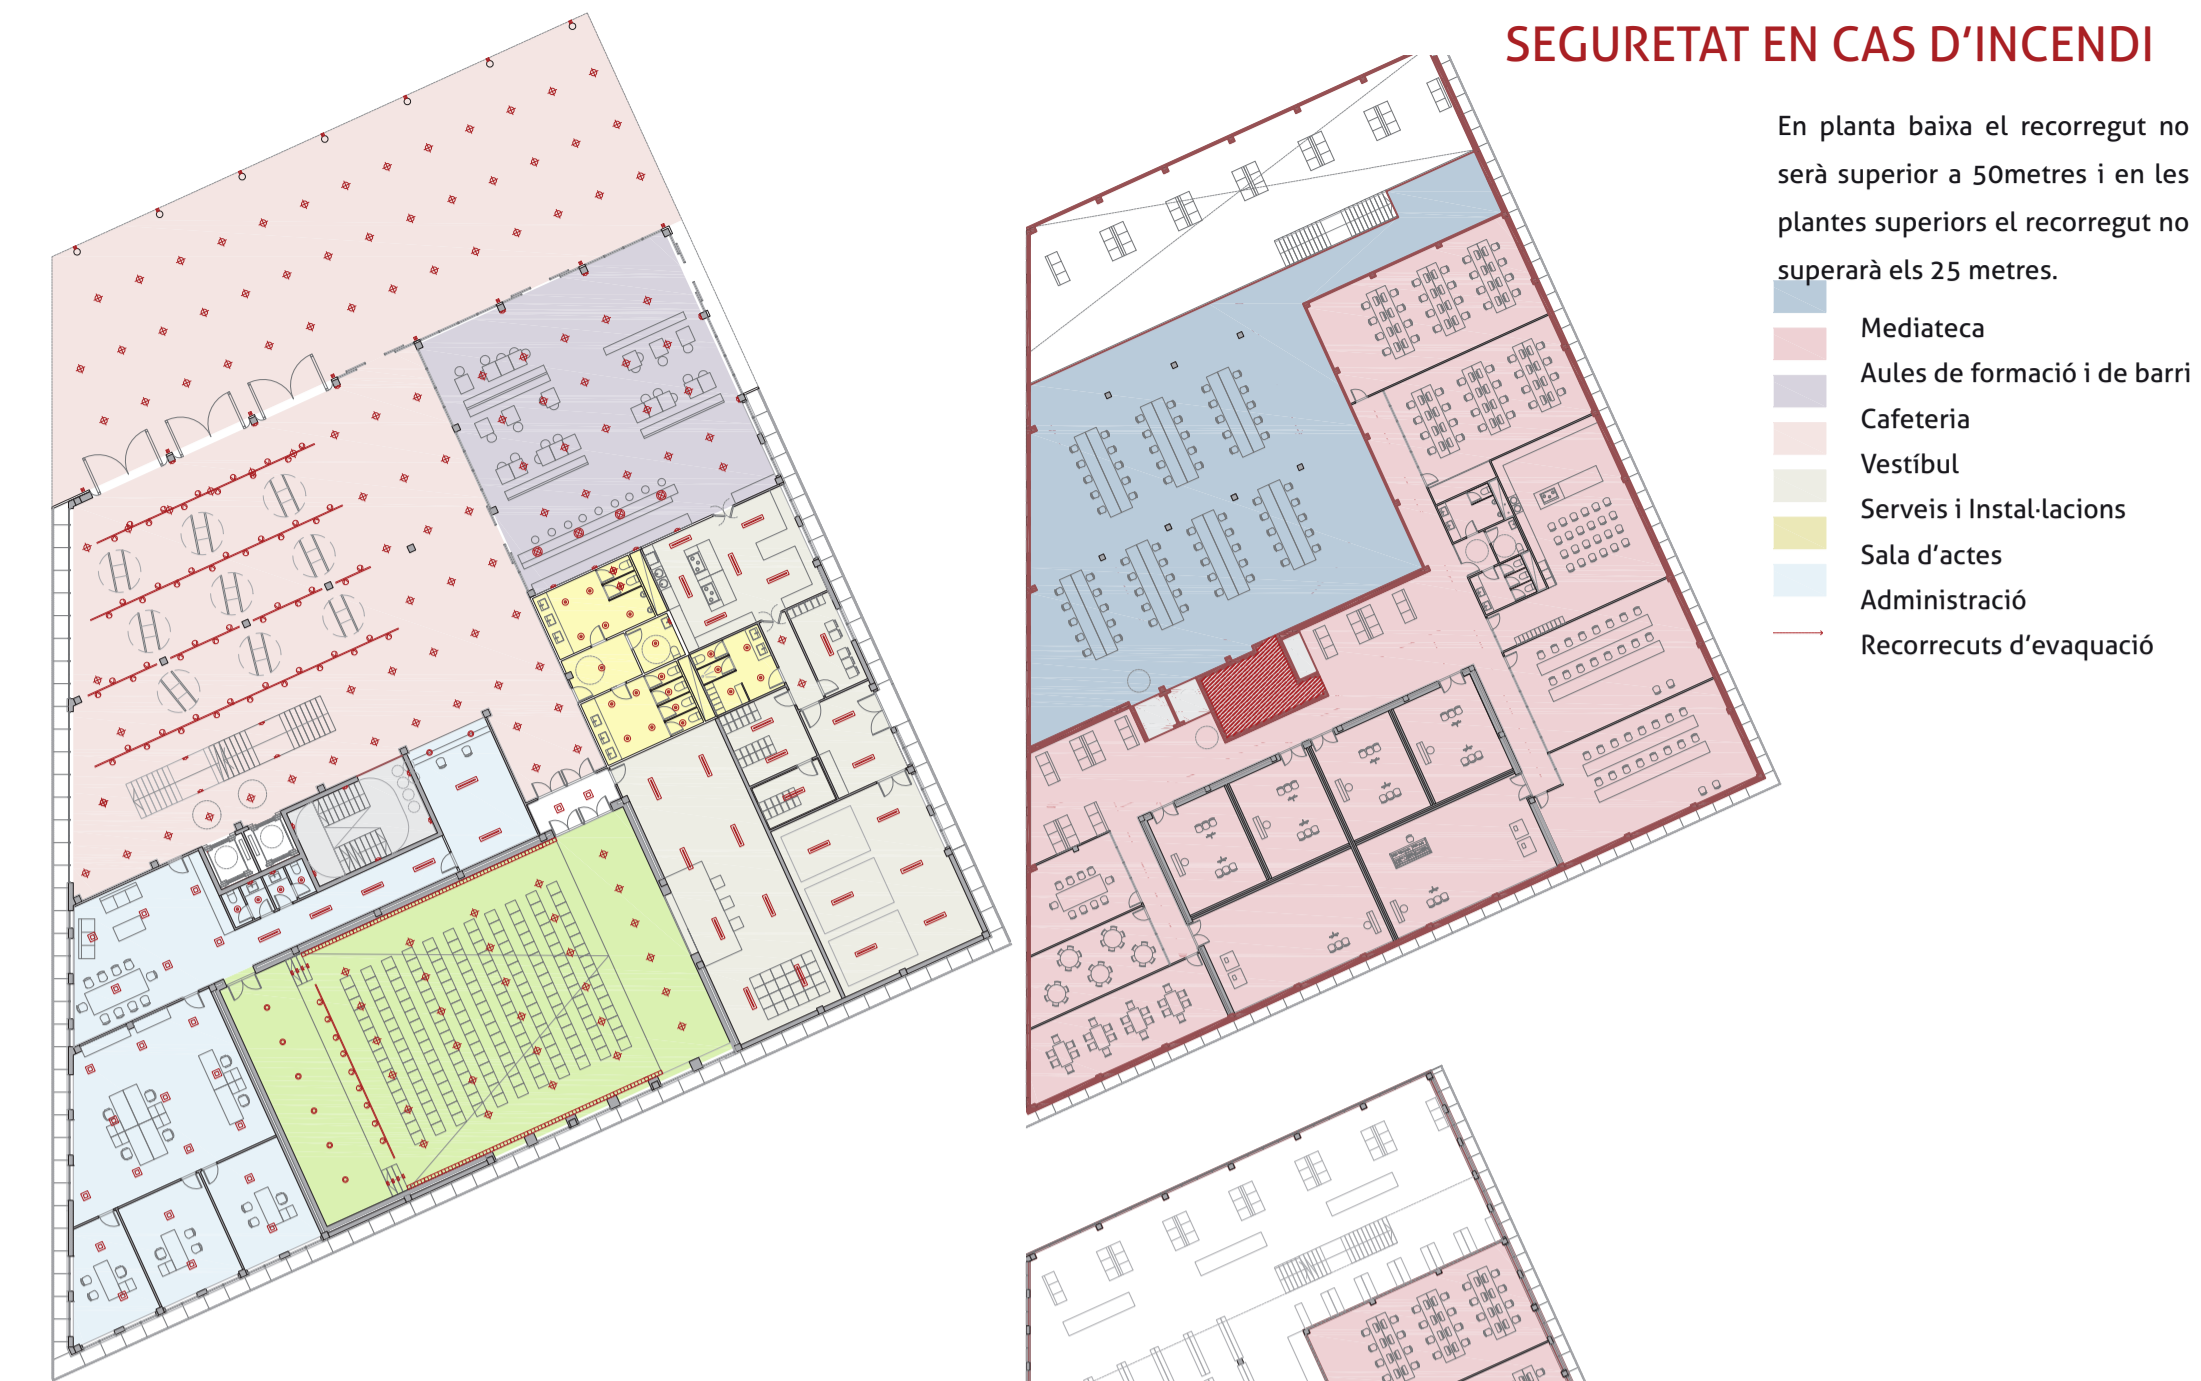 SEGURETAT EN CAS D'INCENDI
En planta baixa el recorregut no
serà superior a 50metres i en les
plantes superiors el recorregut no
superarà els 25 metres.
Mediateca
Aules de formació i de barri
Cafeteria
Vestíbul
Serveis i Instal·lacions
Sala d'actes
Administració
Recorrecuts d'evaquació